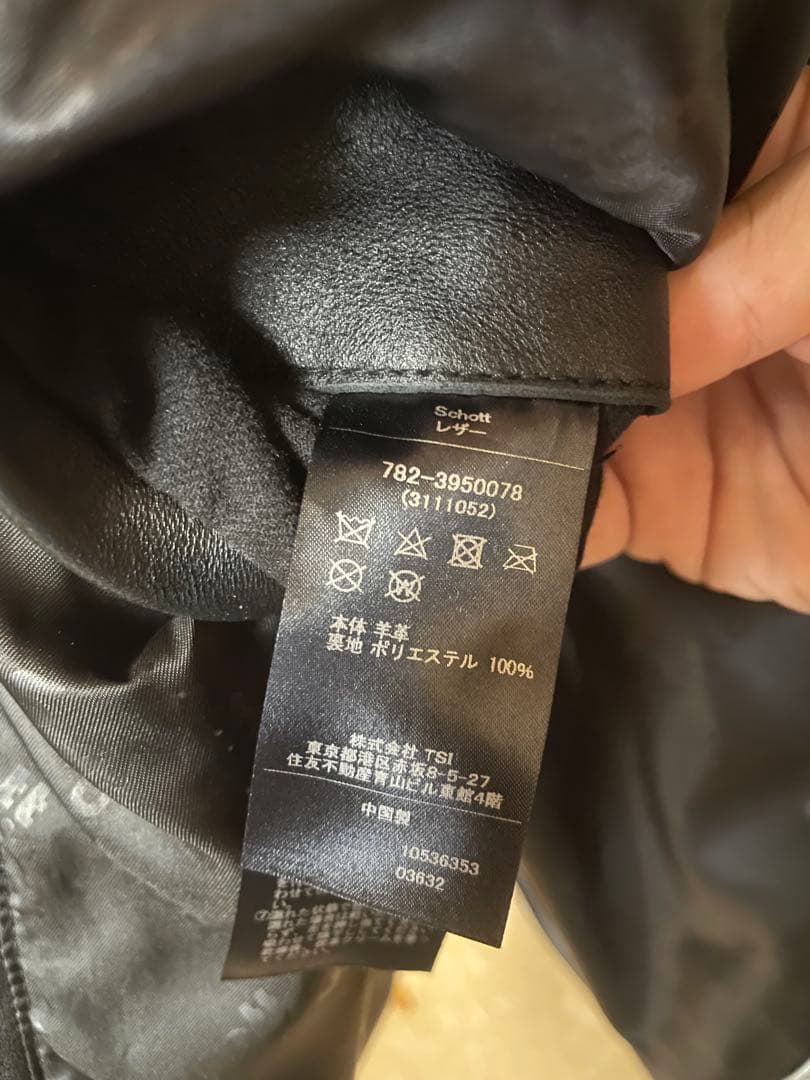 Schott
レザー
782-3950078
(3111052)
本体 羊革
裏地 ポリエステル 100%
株式会社 TSI
東京都港区赤坂8-5-27
住友不動産青山ビル東館4階
中国製
10536353
03632